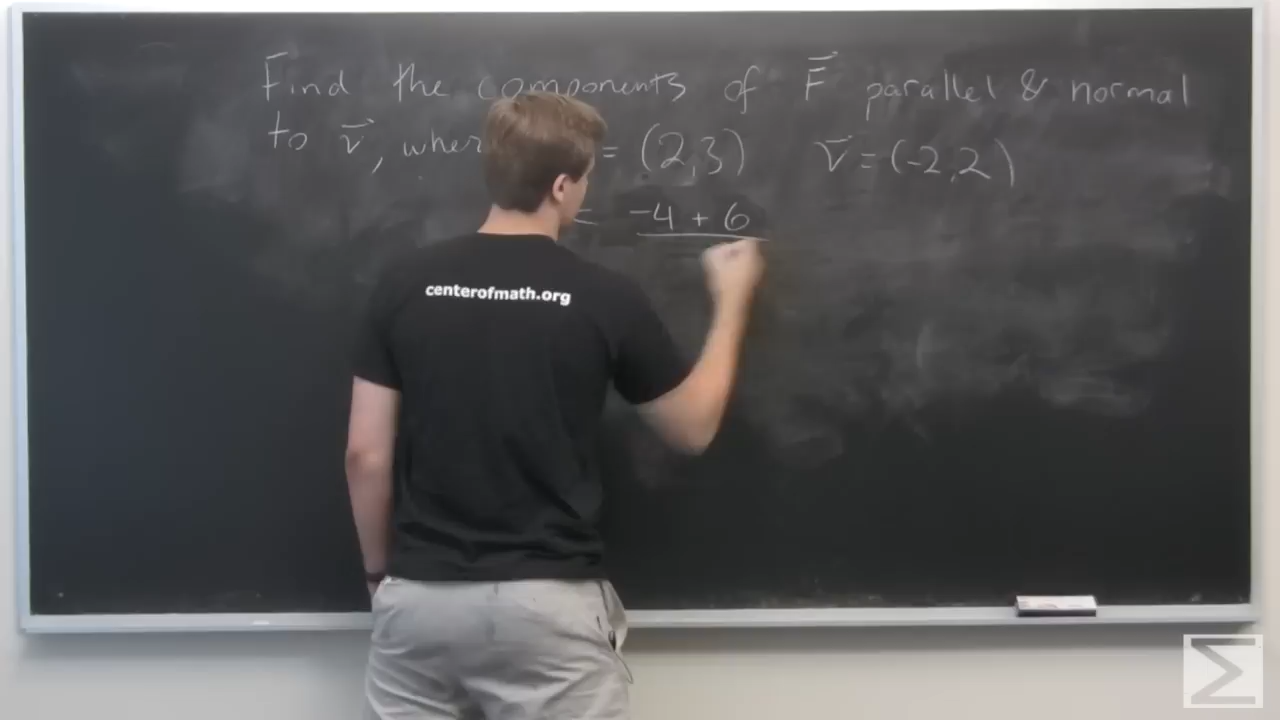 Find the components of F⃗ parallel & normal
to v⃗, where = (2,3) v⃗ = (-2,2)
= -4 + 6
centerofmath.org
Σ